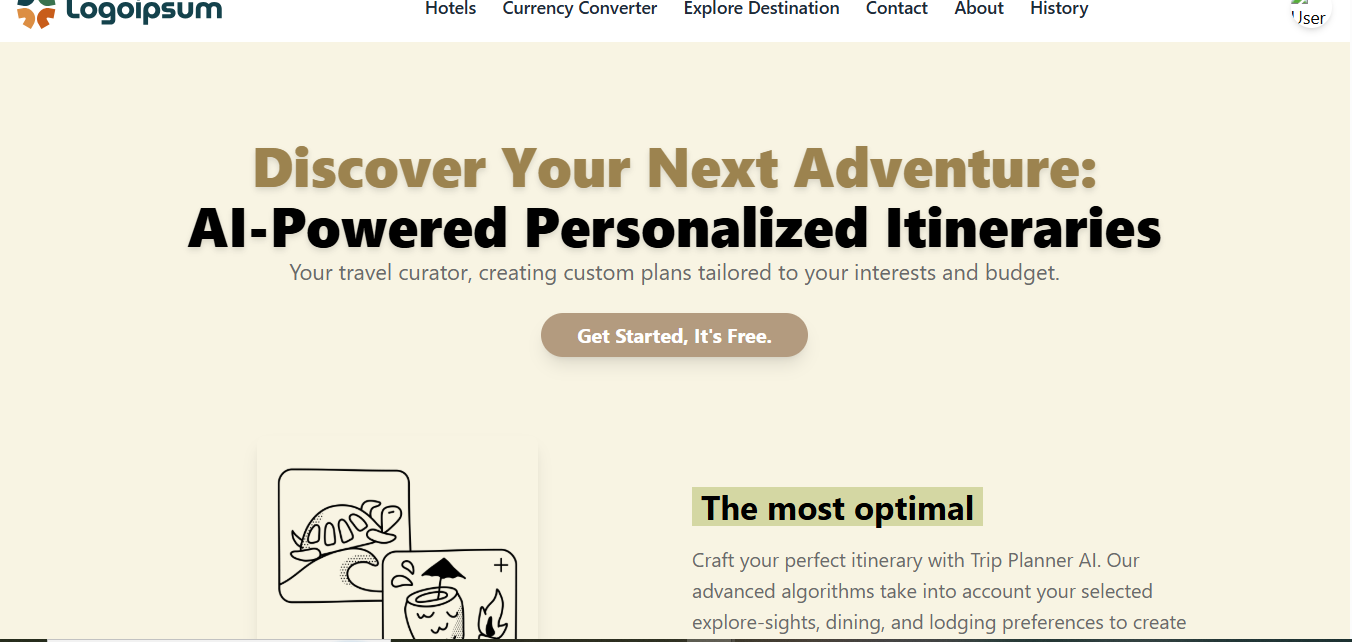 Logoipsum
Hotels Currency Converter Explore Destination Contact About History
User
Discover Your Next Adventure:
AI-Powered Personalized Itineraries
Your travel curator, creating custom plans tailored to your interests and budget.
Get Started, It's Free.
The most optimal
Craft your perfect itinerary with Trip Planner AI. Our
advanced algorithms take into account your selected
explore-sights, dining, and lodging preferences to create